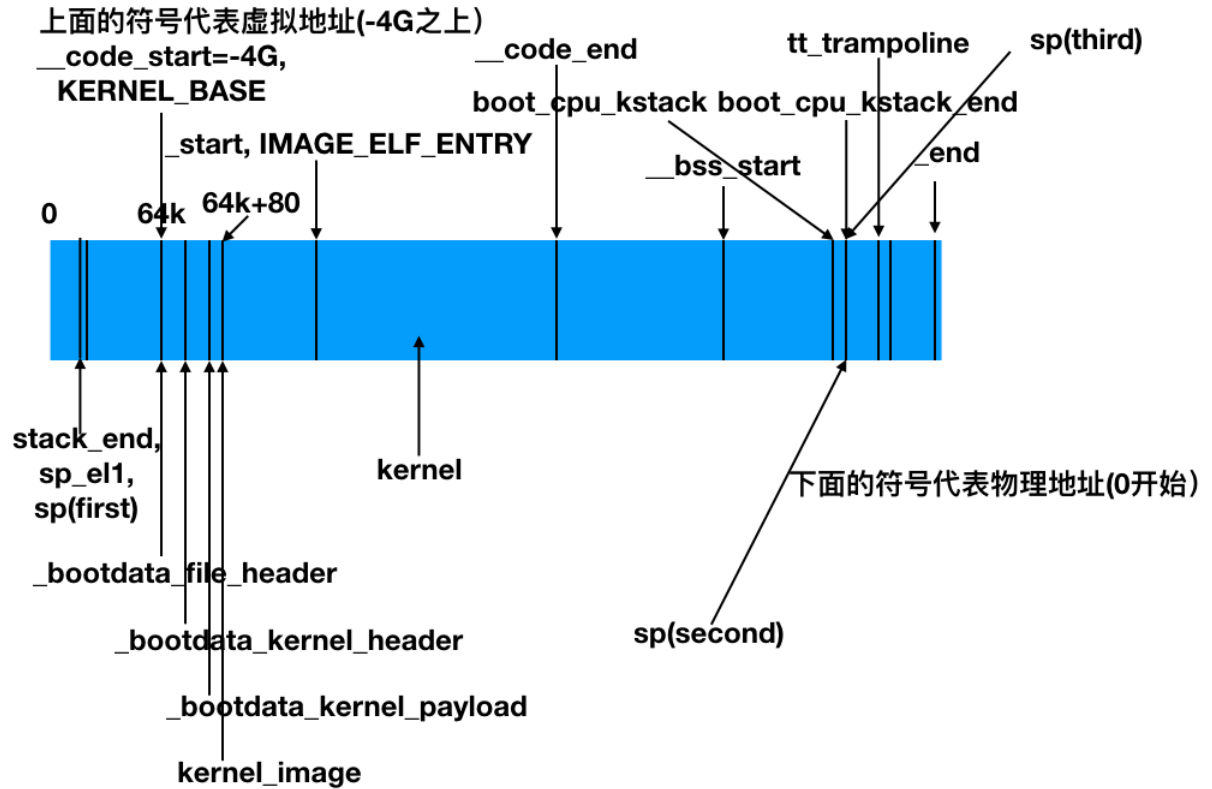 上面的符号代表虚拟地址(-4G之上）
__code_start=-4G,
KERNEL_BASE
__code_end
tt_trampoline
sp(third)
boot_cpu_kstack
boot_cpu_kstack_end
_start, IMAGE_ELF_ENTRY
__bss_start
_end
0
64k
64k+80
stack_end,
sp_el1,
sp(first)
kernel
下面的符号代表物理地址(0开始）
_bootdata_file_header
_bootdata_kernel_header
sp(second)
_bootdata_kernel_payload
kernel_image